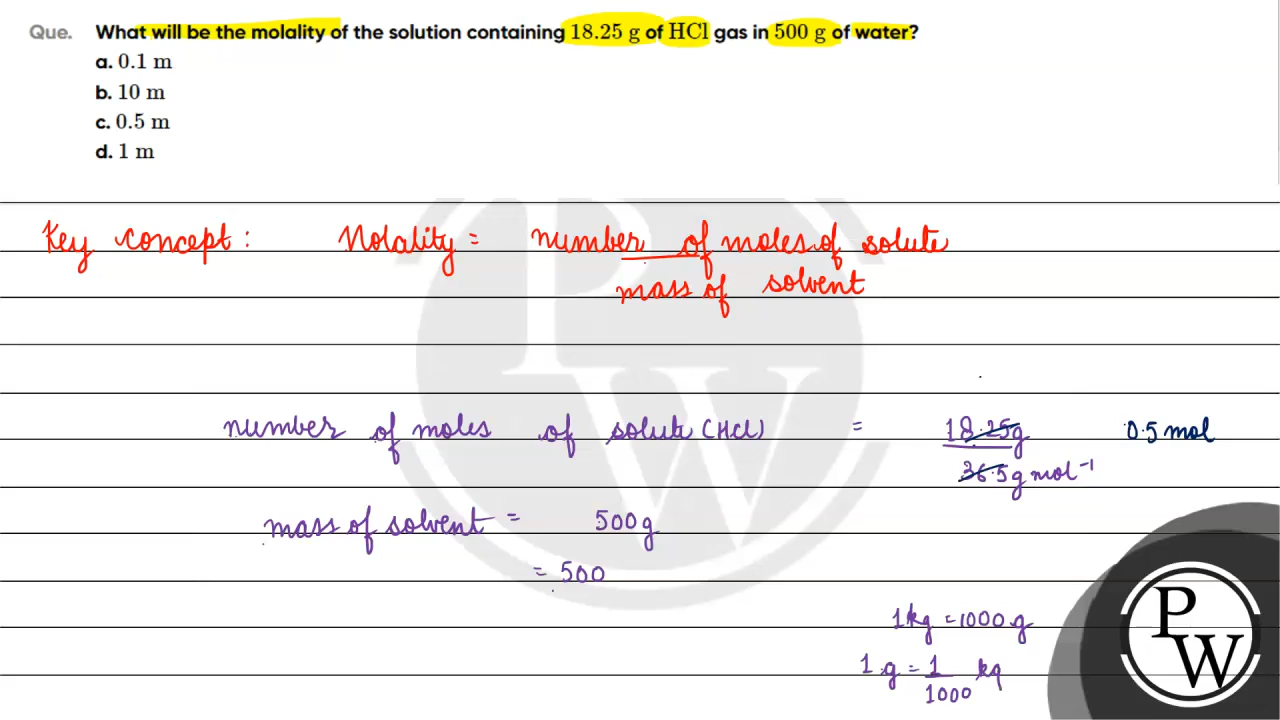 Que. What will be the molality of the solution containing 18.25 g of HCl gas in 500 g of water?
a. 0.1 m
b. 10 m
c. 0.5 m
d. 1 m
Key concept: Molality = number of moles of solute
mass of solvent
number of moles of solute (HCl) = 18.25g 0.5 mol
36.5 g mol⁻¹
mass of solvent = 500g
= 500
1 kg = 1000 g
1 g = 1 kg
1000
P
W
P
W